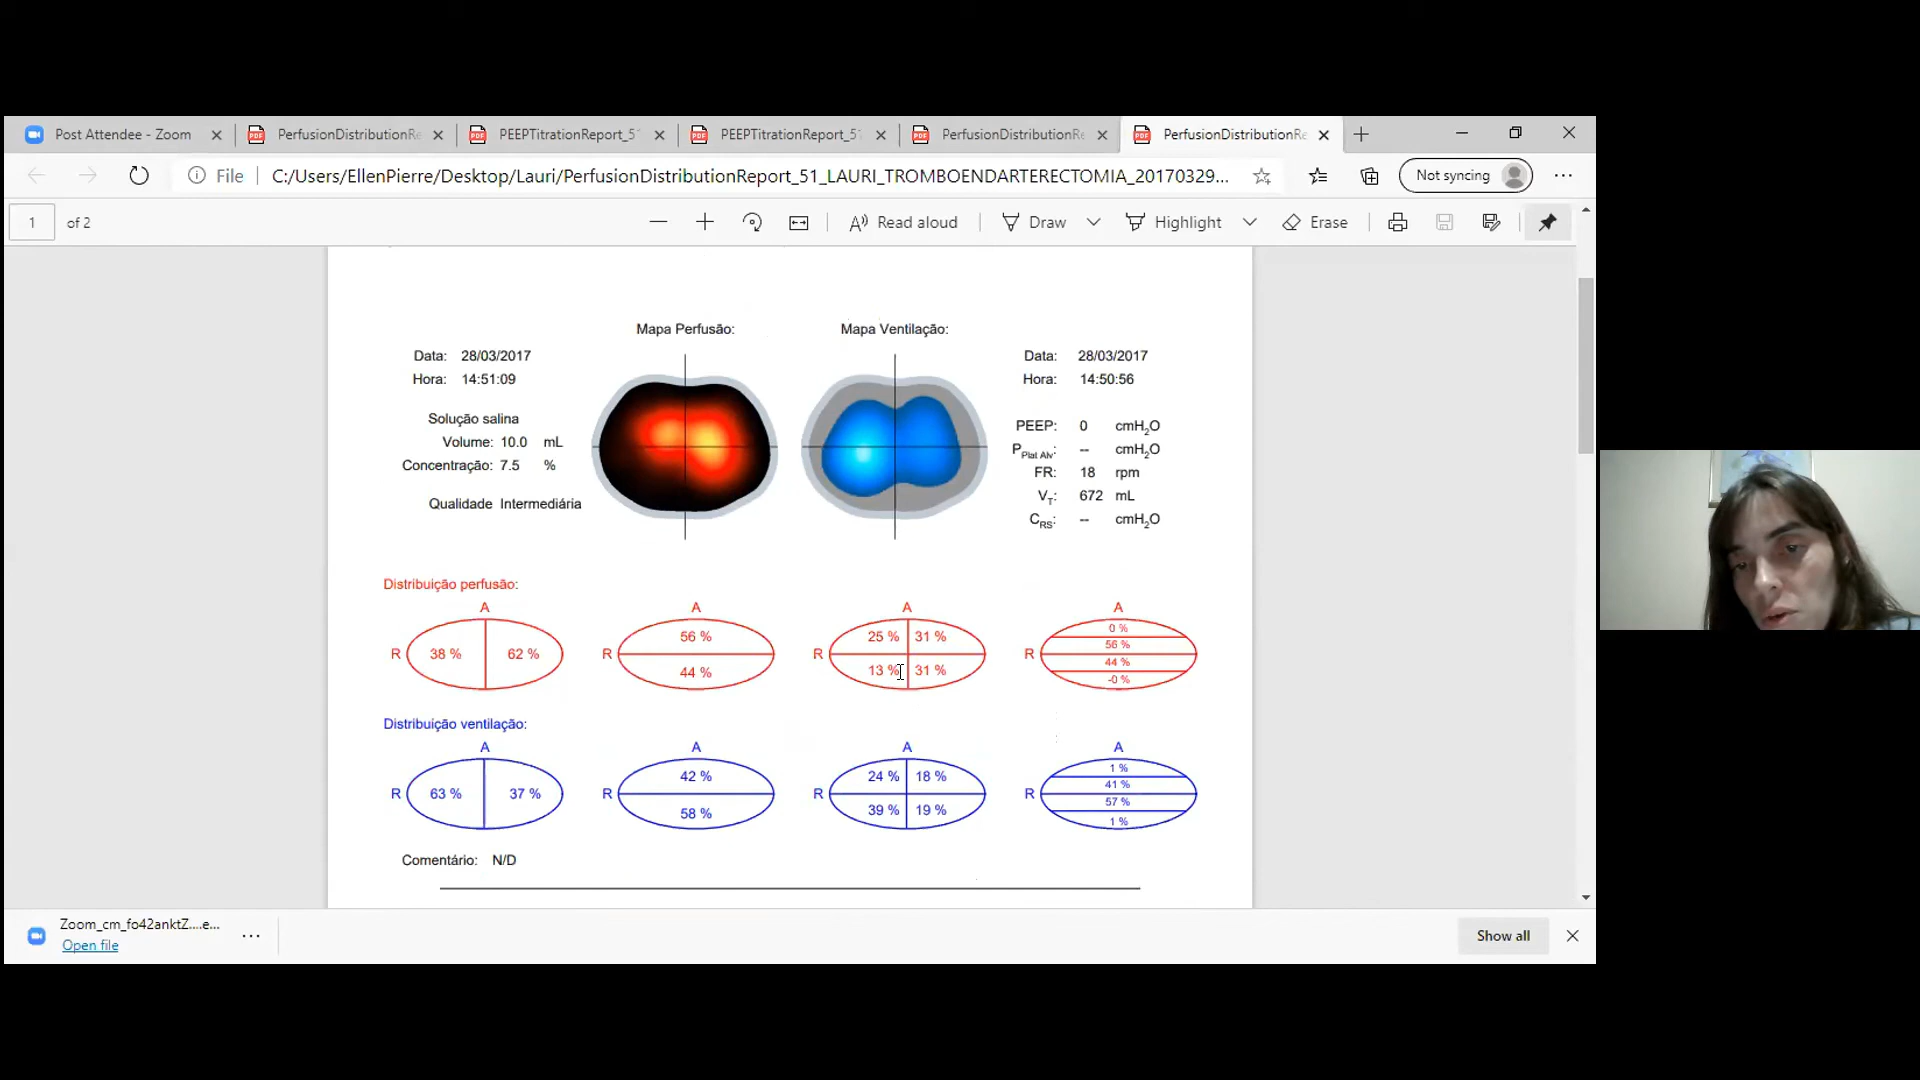 Post Attendee - Zoom
PerfusionDistributionRe
PEEPTitrationReport_5
PEEPTitrationReport_5
PerfusionDistributionRe
PerfusionDistributionRe
File
C:/Users/EllenPierre/Desktop/Lauri/PerfusionDistributionReport_51_LAURI_TROMBOENDARTERECTOMIA_20170329...
Not syncing
1 of 2
Read aloud
Draw
Highlight
Erase
Mapa Perfusão: Mapa Ventilação:
Data: 28/03/2017
Hora: 14:51:09
Solução salina
Volume: 10.0 mL
Concentração: 7.5 %
Qualidade Intermediária
Data: 28/03/2017
Hora: 14:50:56
PEEP: 0 cmH2O
PPlat Alv: -- cmH2O
FR: 18 rpm
VT: 672 mL
CRS: -- cmH2O
Distribuição perfusão:
A A A A
R 38 % 62 %
R 56 % 44 %
R 25 % 31 % 13 % 31 %
R 0 % 56 % 44 % -0 %
Distribuição ventilação:
A A A A
R 63 % 37 %
R 42 % 58 %
R 24 % 18 % 39 % 19 %
R 1 % 41 % 57 % 1 %
Comentário: N/D
Zoom_cm_fo42anktZ....e...
Open file
Show all